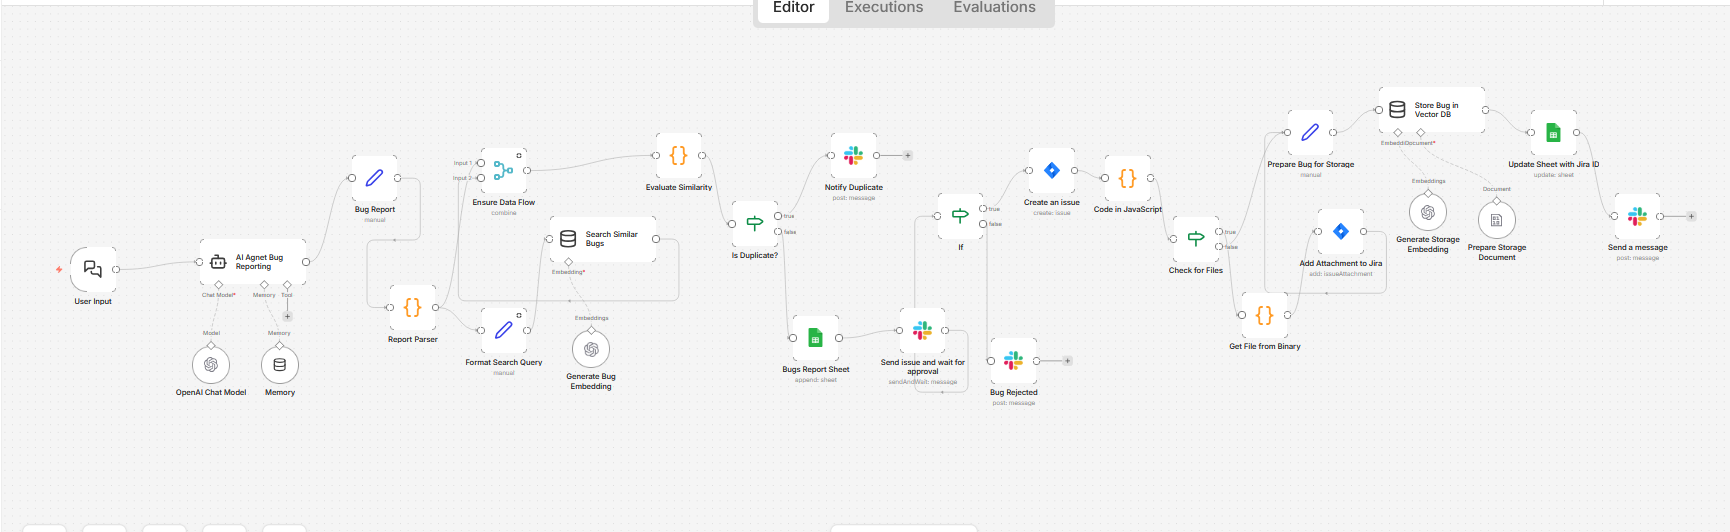 Editor
Executions
Evaluations
User Input
AI Agnet Bug
Reporting
Chat Model*
Memory
Tool
Model
Memory
OpenAI Chat Model
Memory
Bug Report
manual
Report Parser
Input 1
Input 2
Ensure Data Flow
combine
Format Search Query
manual
Search Similar
Bugs
Embedding*
Embeddings
Generate Bug
Embedding
Evaluate Similarity
Is Duplicate?
true
false
Notify Duplicate
post: message
Bugs Report Sheet
append: sheet
Send issue and wait for
approval
sendAndWait: message
If
true
false
Bug Rejected
post: message
Create an issue
create: issue
Code in JavaScript
Check for Files
true
false
Get File from Binary
Add Attachment to Jira
add: issueAttachment
Prepare Bug for Storage
manual
Store Bug in
Vector DB
Document*
Embeddings
Generate Storage
Embedding
Document
Prepare Storage
Document
Update Sheet with Jira ID
update: sheet
Send a message
post: message